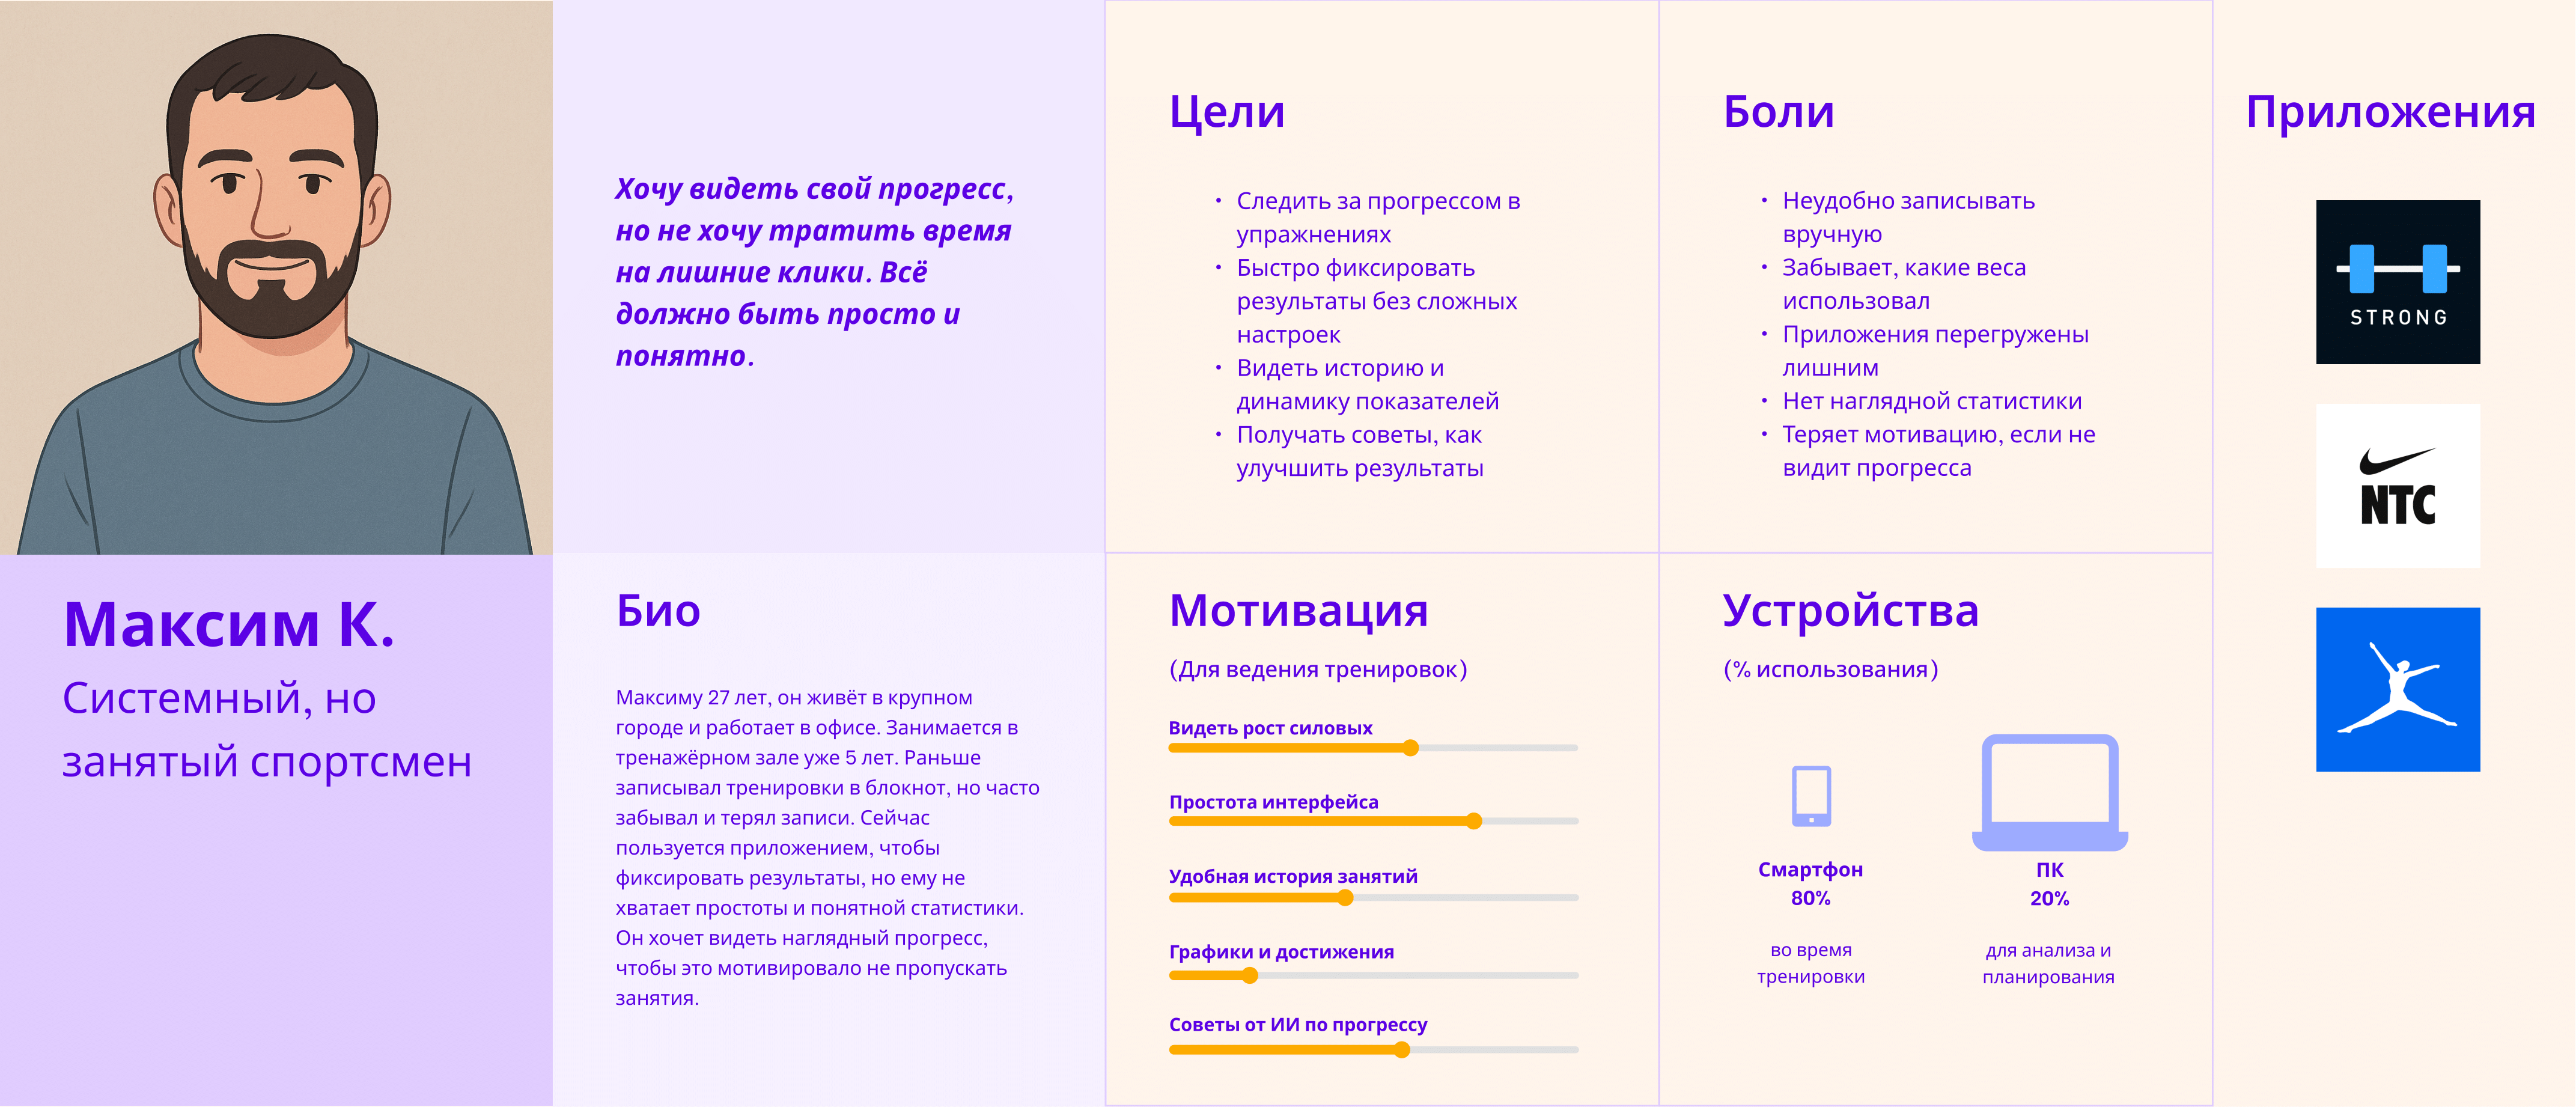 Хочу видеть свой прогресс,
но не хочу тратить время
на лишние клики. Всё
должно быть просто и
понятно.
Цели
• Следить за прогрессом в
упражнениях
• Быстро фиксировать
результаты без сложных
настроек
• Видеть историю и
динамику показателей
• Получать советы, как
улучшить результаты
Боли
• Неудобно записывать
вручную
• Забывает, какие веса
использовал
• Приложения перегружены
лишним
• Нет наглядной статистики
• Теряет мотивацию, если не
видит прогресса
Приложения
STRONG
NTC
Максим К.
Системный, но
занятый спортсмен
Био
Максиму 27 лет, он живёт в крупном
городе и работает в офисе. Занимается в
тренажёрном зале уже 5 лет. Раньше
записывал тренировки в блокнот, но часто
забывал и терял записи. Сейчас
пользуется приложением, чтобы
фиксировать результаты, но ему не
хватает простоты и понятной статистики.
Он хочет видеть наглядный прогресс,
чтобы это мотивировало не пропускать
занятия.
Мотивация
(Для ведения тренировок)
Видеть рост силовых
Простота интерфейса
Удобная история занятий
Графики и достижения
Советы от ИИ по прогрессу
Устройства
(% использования)
Смартфон
80%
во время
тренировки
ПК
20%
для анализа и
планирования